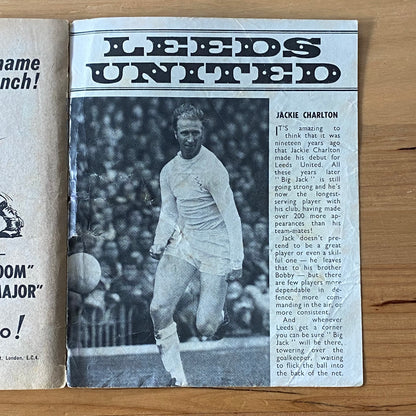 name
nch!
OOM"
MAJOR"
o!
t, London, E.C.4.
LEEDS
UNITED
JACKIE CHARLTON
IT'S amazing to
think that it was
nineteen years ago
that Jackie Charlton
made his debut for
Leeds United. All
these years later
"Big Jack" is still
going strong and he's
now the longest-
serving player with
his club, having made
over 200 more ap-
pearances than his
team-mates!
Jack doesn't pre-
tend to be a great
player or even a skil-
ful one — he leaves
that to his brother
Bobby — but there
are few players more
dependable in de-
fence, more com-
manding in the air, or
more consistent.
And whenever
Leeds get a corner
you can be sure "Big
Jack" will be there,
towering over the
goalkeeper, waiting
to flick the ball into
the back of the net.